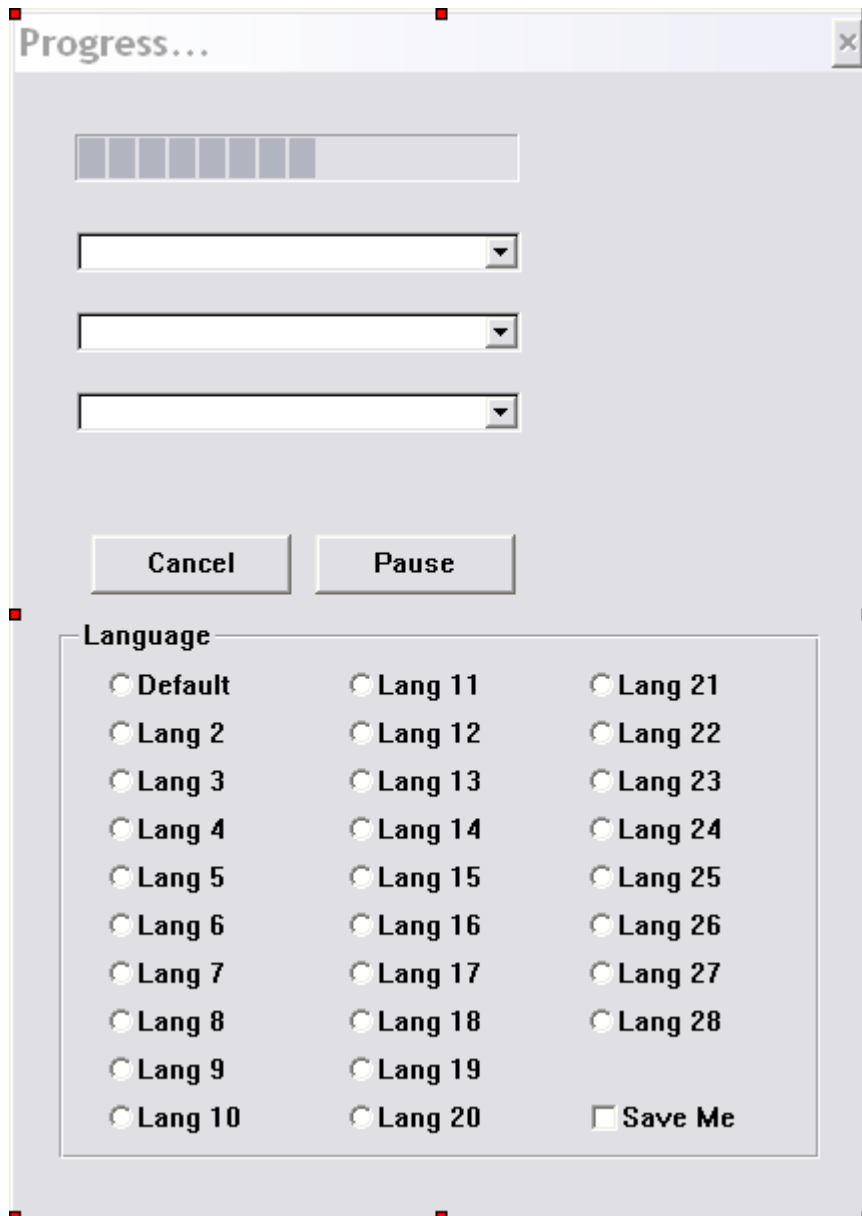 Progress...
Cancel Pause
Language
Default Lang 11 Lang 21
Lang 2 Lang 12 Lang 22
Lang 3 Lang 13 Lang 23
Lang 4 Lang 14 Lang 24
Lang 5 Lang 15 Lang 25
Lang 6 Lang 16 Lang 26
Lang 7 Lang 17 Lang 27
Lang 8 Lang 18 Lang 28
Lang 9 Lang 19
Lang 10 Lang 20 Save Me